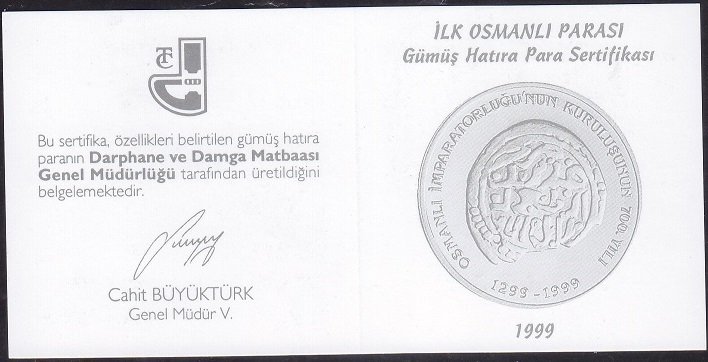 TC
Bu sertifika, özellikleri belirtilen gümüş hatıra
paranın Darphane ve Damga Matbaası
Genel Müdürlüğü tarafından üretildiğini
belgelemektedir.
Cahit BÜYÜKTÜRK
Genel Müdür V.
İLK OSMANLI PARASI
Gümüş Hatıra Para Sertifikası
OSMANLI İMPARATORLUĞU'NUN KURULUŞUNUN 700. YILI
1299-1999
1999